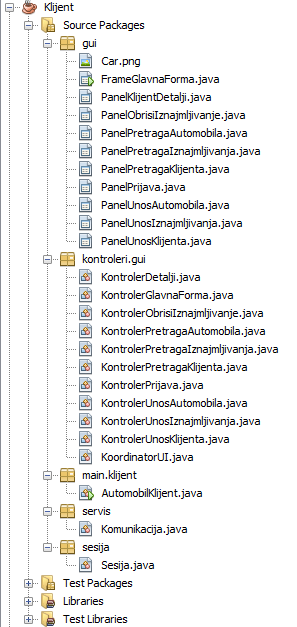 Klijent
Source Packages
gui
Car.png
FrameGlavnaForma.java
PanelKlijentDetalji.java
PanelObrisiIznajmljivanje.java
PanelPretragaAutomobila.java
PanelPretragaIznajmljivanja.java
PanelPretragaKlijenta.java
PanelPrijava.java
PanelUnosAutomobila.java
PanelUnosIznajmljivanja.java
PanelUnosKlijenta.java
kontroleri.gui
KontrolerDetalji.java
KontrolerGlavnaForma.java
KontrolerObrisiIznajmljivanje.java
KontrolerPretragaAutomobila.java
KontrolerPretragaIznajmljivanja.java
KontrolerPretragaKlijenta.java
KontrolerPrijava.java
KontrolerUnosAutomobila.java
KontrolerUnosIznajmljivanja.java
KontrolerUnosKlijenta.java
KoordinatorUI.java
main.klijent
AutomobilKlijent.java
servis
Komunikacija.java
sesija
Sesija.java
Test Packages
Libraries
Test Libraries